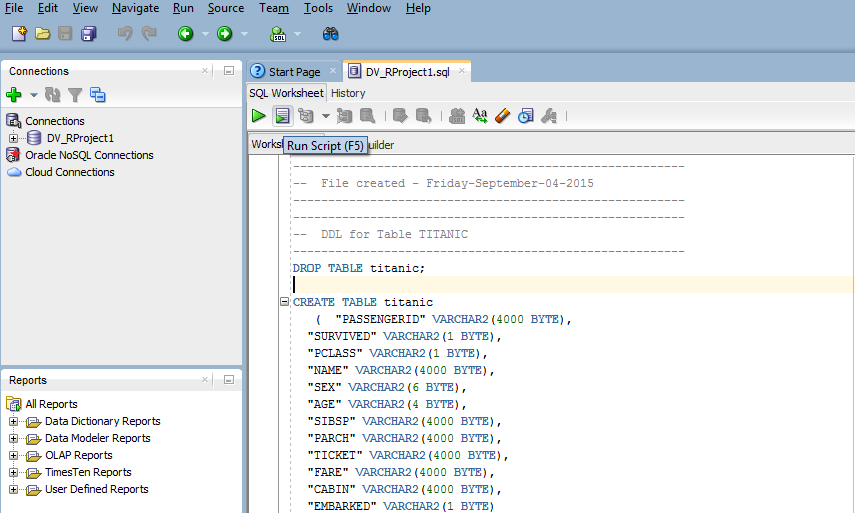 File Edit View Navigate Run Source Team Tools Window Help
SQL
Connections
Connections
DV_RProject1
Oracle NoSQL Connections
Cloud Connections
Reports
All Reports
Data Dictionary Reports
Data Modeler Reports
OLAP Reports
TimesTen Reports
User Defined Reports
Start Page
DV_RProject1.sql
SQL Worksheet History
Aa
Run Script (F5)
uilder
--------------------------------------------------------
-- File created - Friday-September-04-2015
--------------------------------------------------------
--------------------------------------------------------
-- DDL for Table TITANIC
--------------------------------------------------------
DROP TABLE titanic;
CREATE TABLE titanic
( "PASSENGERID" VARCHAR2(4000 BYTE),
"SURVIVED" VARCHAR2(1 BYTE),
"PCLASS" VARCHAR2(1 BYTE),
"NAME" VARCHAR2(4000 BYTE),
"SEX" VARCHAR2(6 BYTE),
"AGE" VARCHAR2(4 BYTE),
"SIBSP" VARCHAR2(4000 BYTE),
"PARCH" VARCHAR2(4000 BYTE),
"TICKET" VARCHAR2(4000 BYTE),
"FARE" VARCHAR2(4000 BYTE),
"CABIN" VARCHAR2(4000 BYTE),
"EMBARKED" VARCHAR2(1 BYTE)